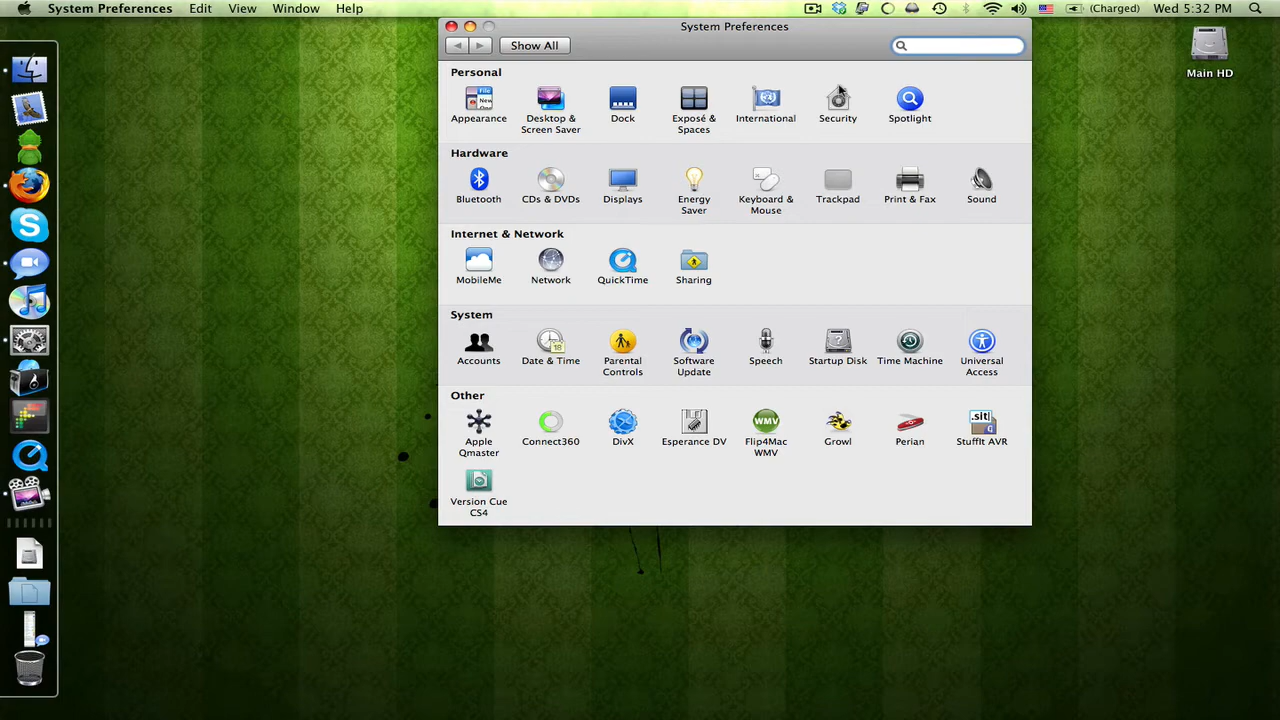 System Preferences Edit View Window Help (Charged) Wed 5:32 PM
System Preferences
Show All
Main HD
Personal
Appearance Desktop & Screen Saver Dock Exposé & Spaces International Security Spotlight
Hardware
Bluetooth CDs & DVDs Displays Energy Saver Keyboard & Mouse Trackpad Print & Fax Sound
Internet & Network
MobileMe Network QuickTime Sharing
System
Accounts Date & Time Parental Controls Software Update Speech Startup Disk Time Machine Universal Access
Other
WMV .sit
Apple Qmaster Connect360 DivX Esperance DV Flip4Mac WMV Growl Perian StuffIt AVR
Version Cue CS4